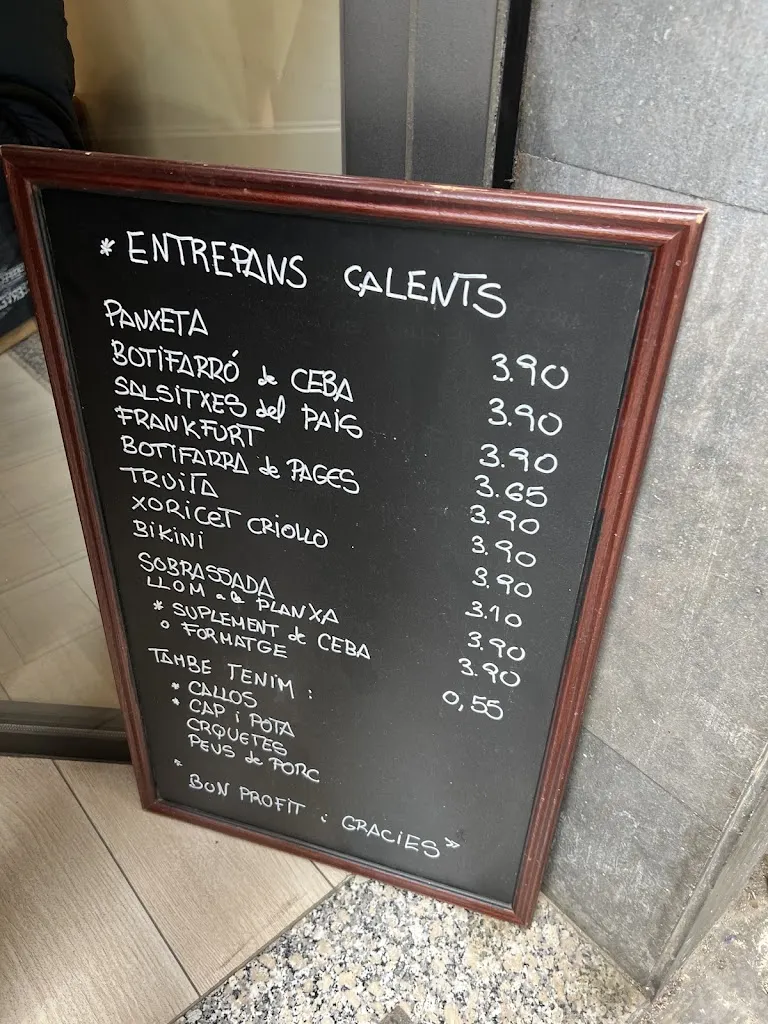 * ENTREPANS CALENTS
PANXETA 3.90
BOTIFARRÓ de CEBA 3.90
SALSITXES del PAÍS 3.90
FRANKFURT 3.65
BOTIFARRA de PAGES 3.90
TRUITA 3.90
XORICET CRIOLLO 3.90
BIKINI 3.10
SOBRASSADA 3.90
LLOM a la PLANXA 3.90
* SUPLEMENT de CEBA 0,55
o FORMATGE
TAMBE TENIM :
* CALLOS
* CAP i POTA
CRQUETES
PEUS de PORC
" BON PROFIT i GRACIES "